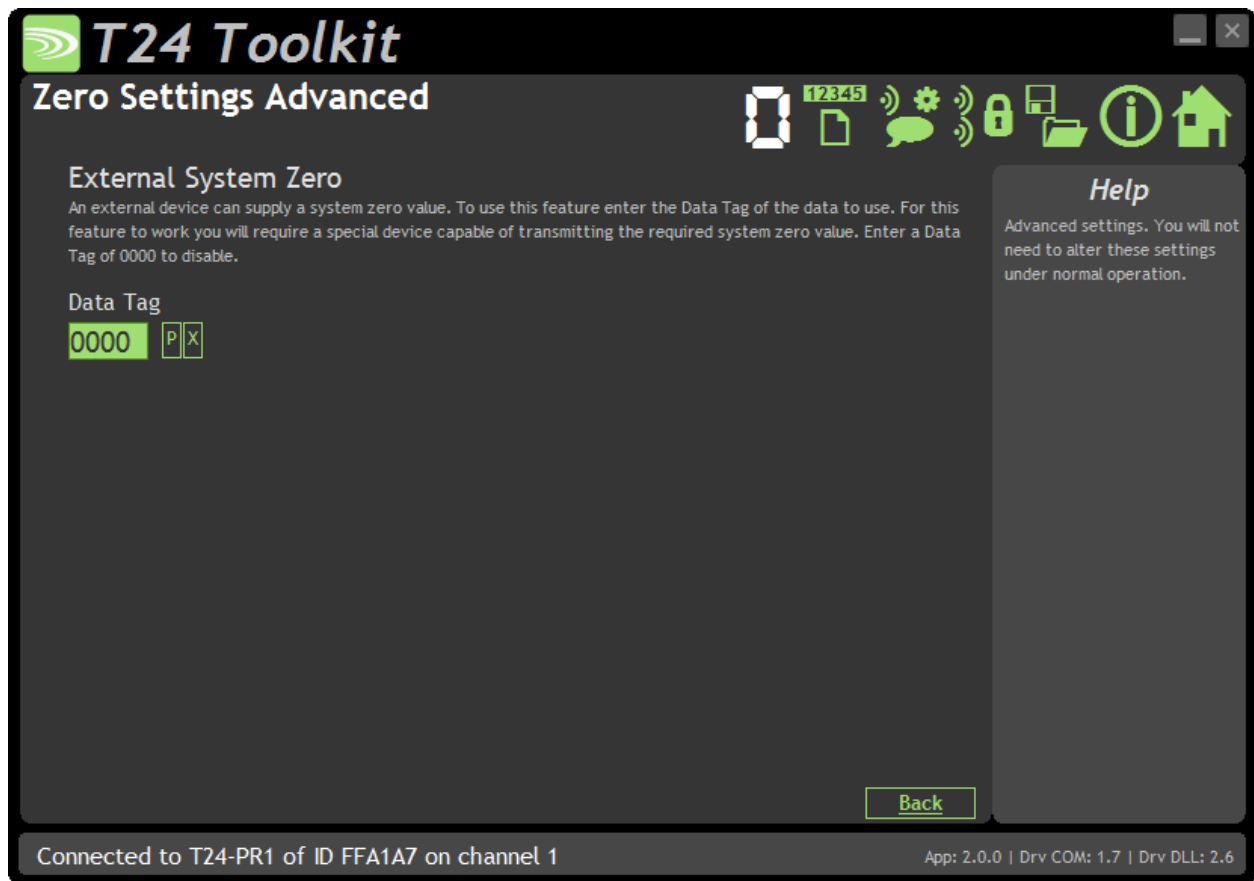 T24 Toolkit
Zero Settings Advanced
0
12345
External System Zero
An external device can supply a system zero value. To use this feature enter the Data Tag of the data to use. For this
feature to work you will require a special device capable of transmitting the required system zero value. Enter a Data
Tag of 0000 to disable.
Data Tag
0000
P X
Back
Help
Advanced settings. You will not
need to alter these settings
under normal operation.
Connected to T24-PR1 of ID FFA1A7 on channel 1
App: 2.0.0 | Drv COM: 1.7 | Drv DLL: 2.6